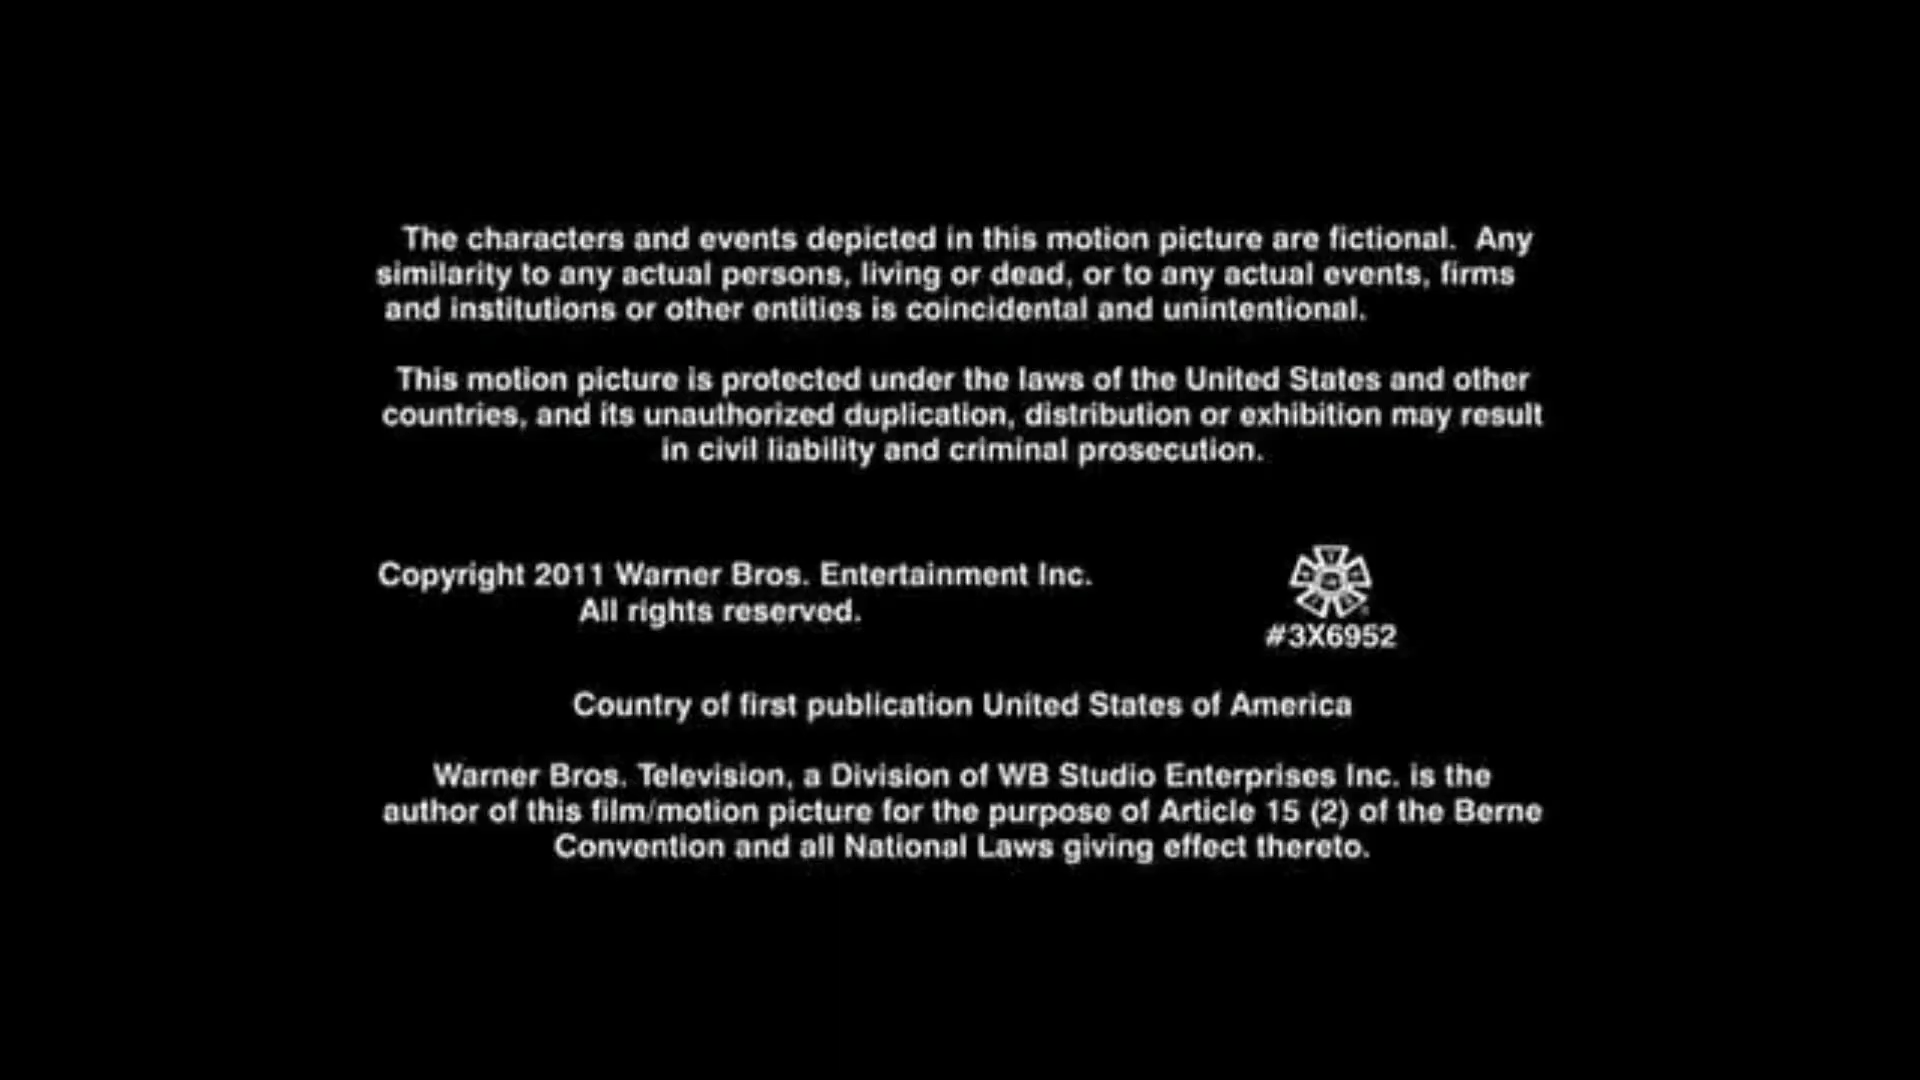 The characters and events depicted in this motion picture are fictional. Any
similarity to any actual persons, living or dead, or to any actual events, firms
and institutions or other entities is coincidental and unintentional.
This motion picture is protected under the laws of the United States and other
countries, and its unauthorized duplication, distribution or exhibition may result
in civil liability and criminal prosecution.
Copyright 2011 Warner Bros. Entertainment Inc.
All rights reserved.
#3X6952
Country of first publication United States of America
Warner Bros. Television, a Division of WB Studio Enterprises Inc. is the
author of this film/motion picture for the purpose of Article 15 (2) of the Berne
Convention and all National Laws giving effect thereto.